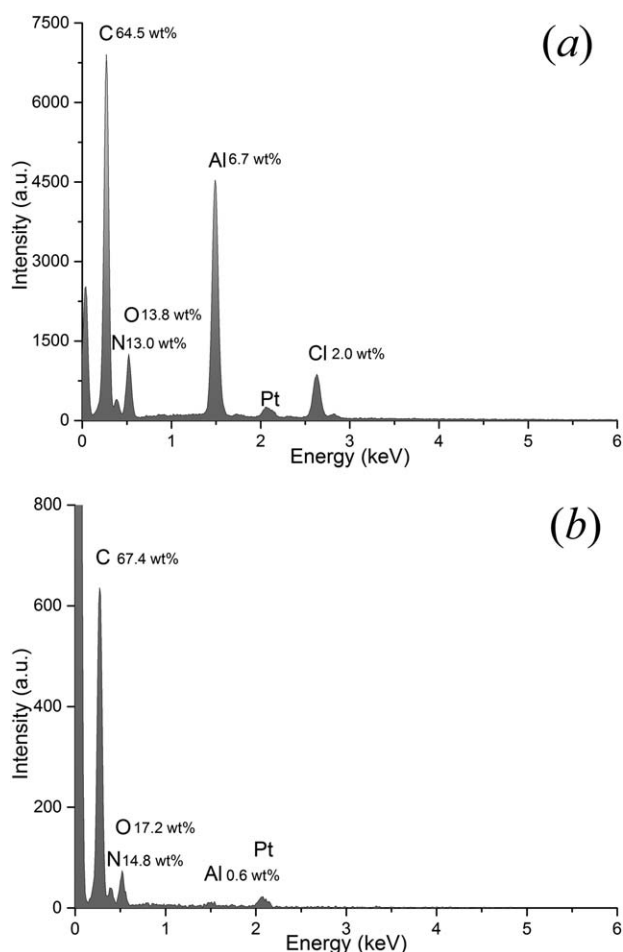 (a)
7500
C 64.5 wt%
6000
Al 6.7 wt%
4500
Intensity (a.u.)
3000
O 13.8 wt%
1500
N 13.0 wt%
Cl 2.0 wt%
Pt
0
0 1 2 3 4 5 6
Energy (keV)
(b)
800
C 67.4 wt%
600
Intensity (a.u.)
400
200
O 17.2 wt%
Pt
N 14.8 wt%
Al 0.6 wt%
0
0 1 2 3 4 5 6
Energy (keV)